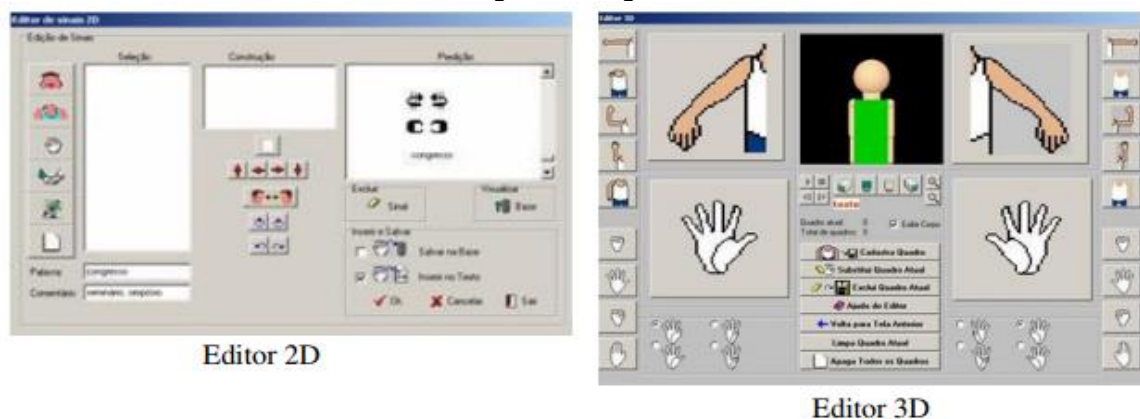 Editor de sinais 2D
Edição de Sinais
Seleção
Construção
congresso
Excluir
Sinal
Visualizar
Base
Inserir e Salvar
Salvar na Base
Inserir no Texto
Palavra
congresso
Comentário
seminário, simpósio
Ok
Cancelar
Sair
Editor 2D
Editor 3D
texto
Quadro atual: 0
Total de quadros: 0
Exibe Corpo
Cadastra Quadro
Substitui Quadro Atual
Exclui Quadro Atual
Ajuda do Editor
Volta para Tela Anterior
Limpa Quadro Atual
Apaga Todos os Quadros
Editor 3D